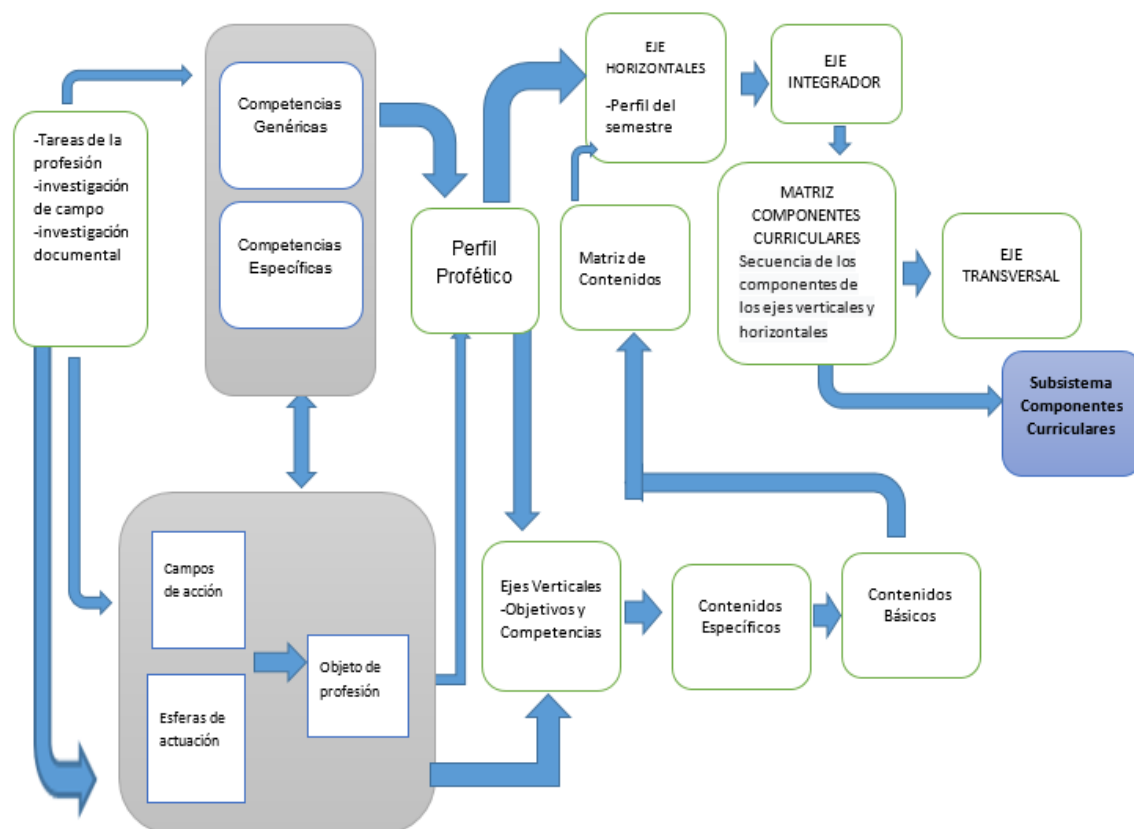 -Tareas de la
profesión
-investigación
de campo
-investigación
documental
Competencias
Genéricas
Competencias
Específicas
Perfil
Profético
EJE
HORIZONTALES
-Perfil del
semestre
EJE
INTEGRADOR
Matriz de
Contenidos
MATRIZ
COMPONENTES
CURRICULARES
Secuencia de los
componentes de
los ejes verticales y
horizontales
EJE
TRANSVERSAL
Subsistema
Componentes
Curriculares
Campos
de acción
Esferas de
actuación
Objeto de
profesión
Ejes Verticales
-Objetivos y
Competencias
Contenidos
Específicos
Contenidos
Básicos